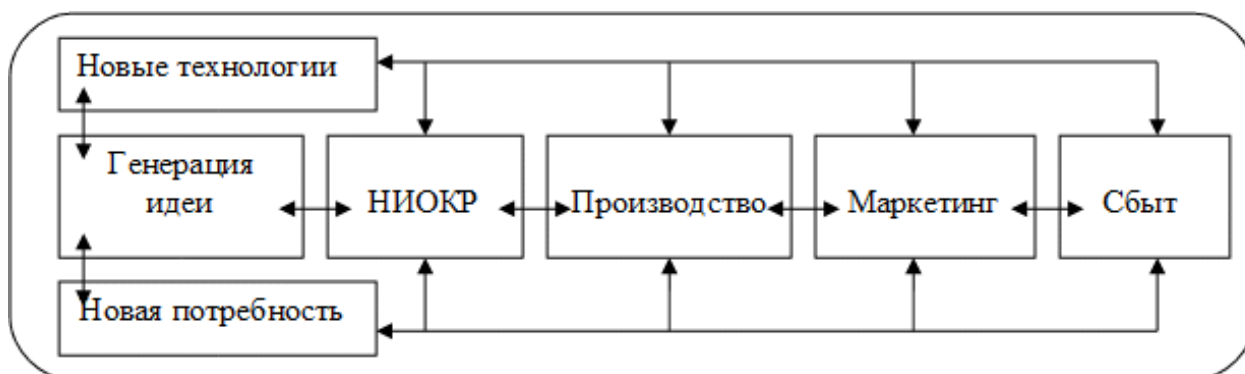 Новые технологии
Генерация
идеи
НИОКР
Производство
Маркетинг
Сбыт
Новая потребность